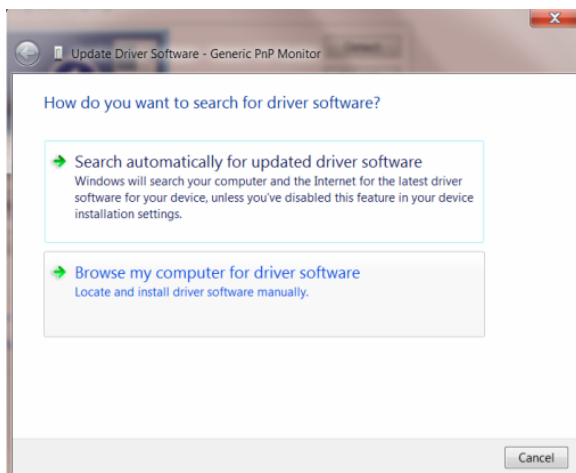 Update Driver Software - Generic PnP Monitor
How do you want to search for driver software?
Search automatically for updated driver software
Windows will search your computer and the Internet for the latest driver
software for your device, unless you've disabled this feature in your device
installation settings.
Browse my computer for driver software
Locate and install driver software manually.
Cancel